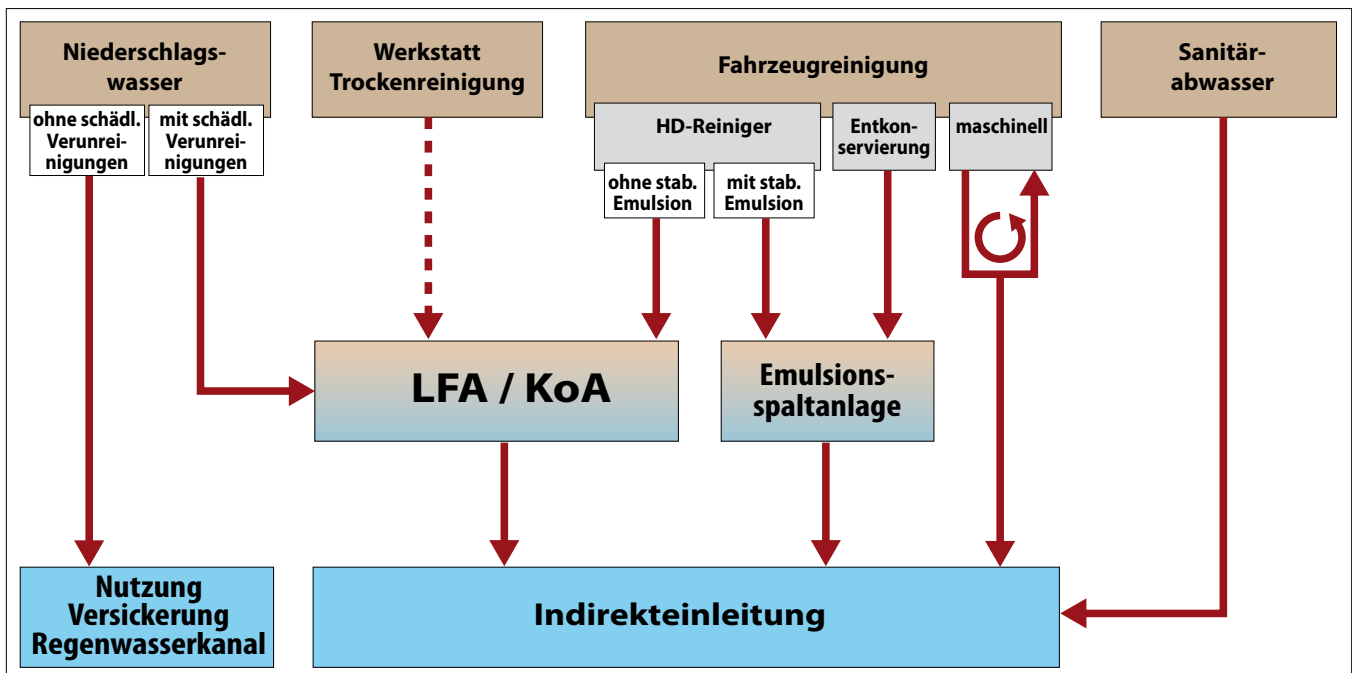 Niederschlags-
wasser
ohne schädl.
Verunrei-
nigungen
mit schädl.
Verunrei-
nigungen
Werkstatt
Trockenreinigung
Fahrzeugreinigung
HD-Reiniger
ohne stab.
Emulsion
mit stab.
Emulsion
Entkon-
servierung
maschinell
Sanitär-
abwasser
LFA / KoA
Emulsions-
spaltanlage
Nutzung
Versickerung
Regenwasserkanal
Indirekteinleitung